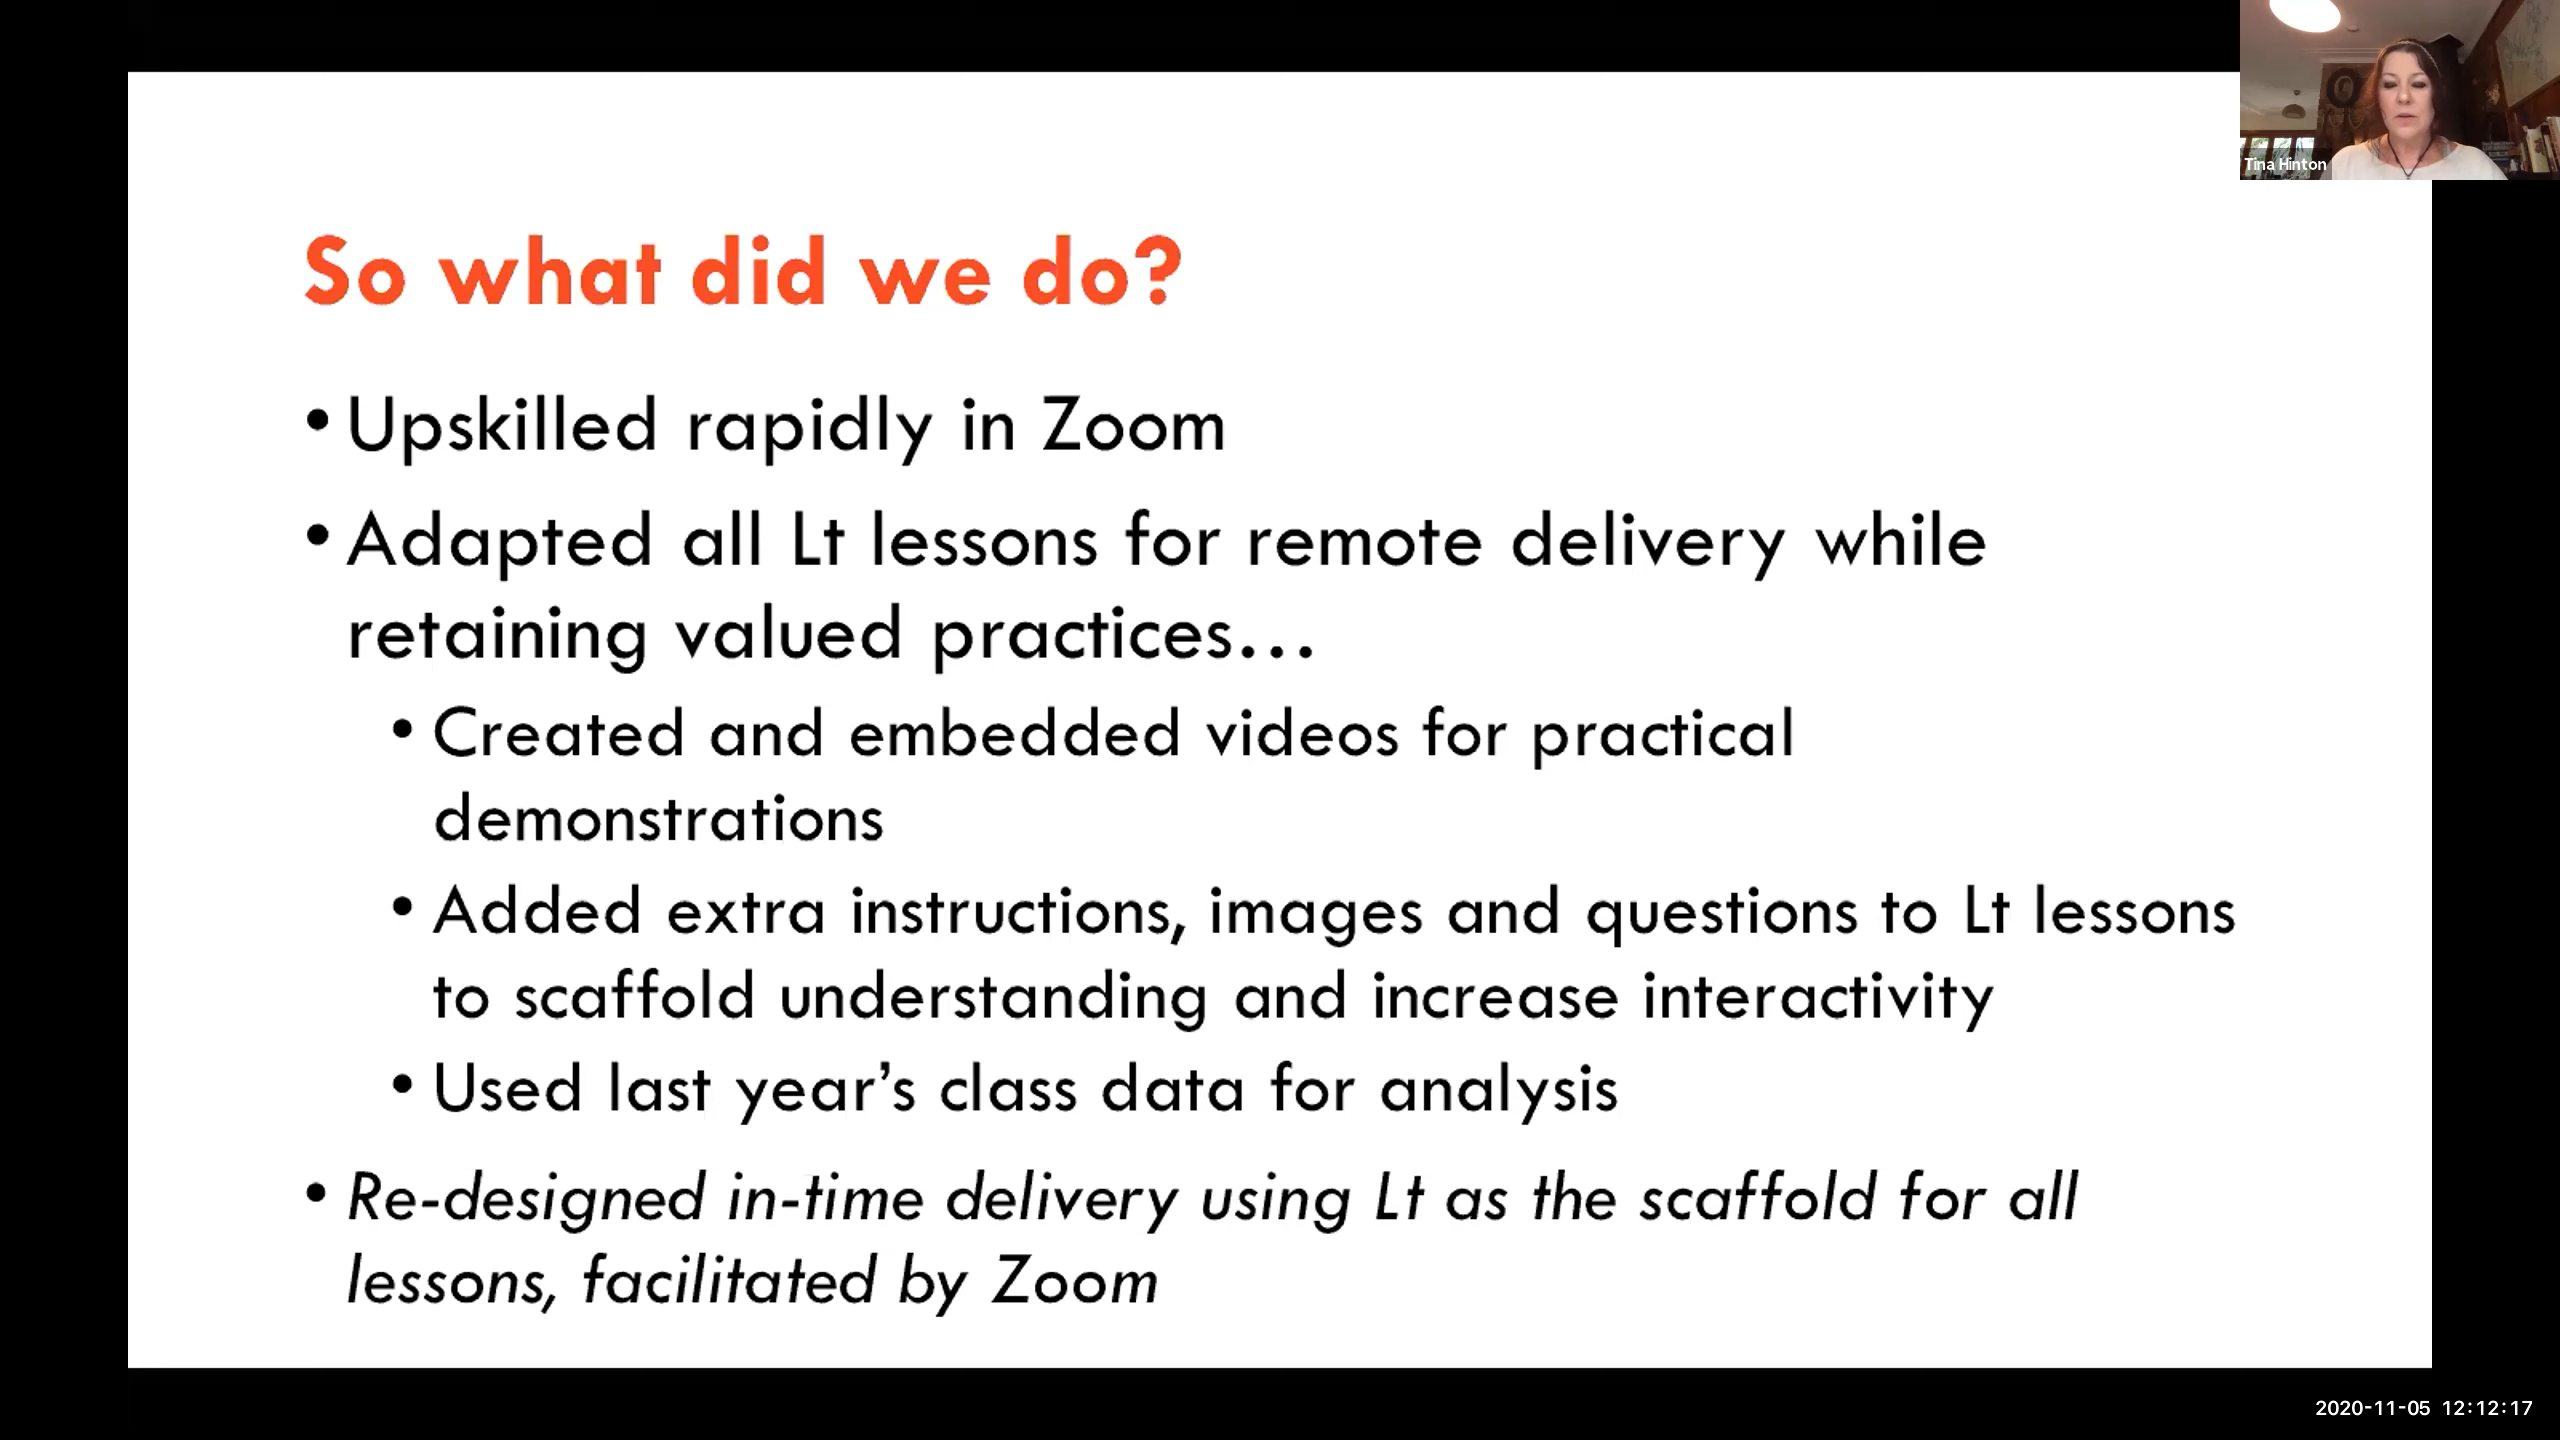 Tina Hinton
So what did we do?
• Upskilled rapidly in Zoom
• Adapted all Lt lessons for remote delivery while
retaining valued practices...
• Created and embedded videos for practical
demonstrations
• Added extra instructions, images and questions to Lt lessons
to scaffold understanding and increase interactivity
• Used last year’s class data for analysis
• Re-designed in-time delivery using Lt as the scaffold for all
lessons, facilitated by Zoom
2020-11-05 12:12:17